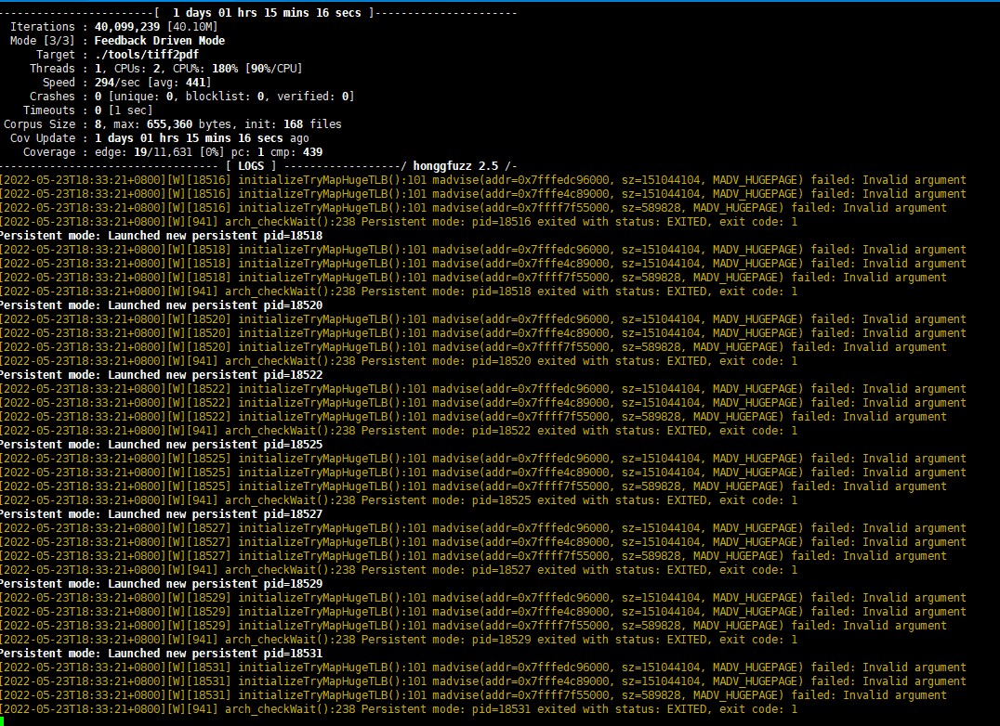 -----------------------[  1 days 01 hrs 15 mins 16 secs ]----------------------
Iterations : 40,099,239 [40.10M]
Mode [3/3] : Feedback Driven Mode
Target : ./tools/tiff2pdf
Threads : 1, CPUs: 2, CPU%: 180% [90%/CPU]
Speed : 294/sec [avg: 441]
Crashes : 0 [unique: 0, blocklist: 0, verified: 0]
Timeouts : 0 [1 sec]
Corpus Size : 8, max: 655,360 bytes, init: 168 files
Cov Update : 1 days 01 hrs 15 mins 16 secs ago
Coverage : edge: 19/11,631 [0%] pc: 1 cmp: 439
---------------------------------- [ LOGS ] ------------------/ honggfuzz 2.5 /-
[2022-05-23T18:33:21+0800][W][18516] initializeTryMapHugeTLB():101 madvise(addr=0x7fffedc96000, sz=151044104, MADV_HUGEPAGE) failed: Invalid argument
[2022-05-23T18:33:21+0800][W][18516] initializeTryMapHugeTLB():101 madvise(addr=0x7fffe4c89000, sz=151044104, MADV_HUGEPAGE) failed: Invalid argument
[2022-05-23T18:33:21+0800][W][18516] initializeTryMapHugeTLB():101 madvise(addr=0x7ffff7f55000, sz=589828, MADV_HUGEPAGE) failed: Invalid argument
[2022-05-23T18:33:21+0800][W][941] arch_checkWait():238 Persistent mode: pid=18516 exited with status: EXITED, exit code: 1
Persistent mode: Launched new persistent pid=18518
[2022-05-23T18:33:21+0800][W][18518] initializeTryMapHugeTLB():101 madvise(addr=0x7fffedc96000, sz=151044104, MADV_HUGEPAGE) failed: Invalid argument
[2022-05-23T18:33:21+0800][W][18518] initializeTryMapHugeTLB():101 madvise(addr=0x7fffe4c89000, sz=151044104, MADV_HUGEPAGE) failed: Invalid argument
[2022-05-23T18:33:21+0800][W][18518] initializeTryMapHugeTLB():101 madvise(addr=0x7ffff7f55000, sz=589828, MADV_HUGEPAGE) failed: Invalid argument
[2022-05-23T18:33:21+0800][W][941] arch_checkWait():238 Persistent mode: pid=18518 exited with status: EXITED, exit code: 1
Persistent mode: Launched new persistent pid=18520
[2022-05-23T18:33:21+0800][W][18520] initializeTryMapHugeTLB():101 madvise(addr=0x7fffedc96000, sz=151044104, MADV_HUGEPAGE) failed: Invalid argument
[2022-05-23T18:33:21+0800][W][18520] initializeTryMapHugeTLB():101 madvise(addr=0x7fffe4c89000, sz=151044104, MADV_HUGEPAGE) failed: Invalid argument
[2022-05-23T18:33:21+0800][W][18520] initializeTryMapHugeTLB():101 madvise(addr=0x7ffff7f55000, sz=589828, MADV_HUGEPAGE) failed: Invalid argument
[2022-05-23T18:33:21+0800][W][941] arch_checkWait():238 Persistent mode: pid=18520 exited with status: EXITED, exit code: 1
Persistent mode: Launched new persistent pid=18522
[2022-05-23T18:33:21+0800][W][18522] initializeTryMapHugeTLB():101 madvise(addr=0x7fffedc96000, sz=151044104, MADV_HUGEPAGE) failed: Invalid argument
[2022-05-23T18:33:21+0800][W][18522] initializeTryMapHugeTLB():101 madvise(addr=0x7fffe4c89000, sz=151044104, MADV_HUGEPAGE) failed: Invalid argument
[2022-05-23T18:33:21+0800][W][18522] initializeTryMapHugeTLB():101 madvise(addr=0x7ffff7f55000, sz=589828, MADV_HUGEPAGE) failed: Invalid argument
[2022-05-23T18:33:21+0800][W][941] arch_checkWait():238 Persistent mode: pid=18522 exited with status: EXITED, exit code: 1
Persistent mode: Launched new persistent pid=18525
[2022-05-23T18:33:21+0800][W][18525] initializeTryMapHugeTLB():101 madvise(addr=0x7fffedc96000, sz=151044104, MADV_HUGEPAGE) failed: Invalid argument
[2022-05-23T18:33:21+0800][W][18525] initializeTryMapHugeTLB():101 madvise(addr=0x7fffe4c89000, sz=151044104, MADV_HUGEPAGE) failed: Invalid argument
[2022-05-23T18:33:21+0800][W][18525] initializeTryMapHugeTLB():101 madvise(addr=0x7ffff7f55000, sz=589828, MADV_HUGEPAGE) failed: Invalid argument
[2022-05-23T18:33:21+0800][W][941] arch_checkWait():238 Persistent mode: pid=18525 exited with status: EXITED, exit code: 1
Persistent mode: Launched new persistent pid=18527
[2022-05-23T18:33:21+0800][W][18527] initializeTryMapHugeTLB():101 madvise(addr=0x7fffedc96000, sz=151044104, MADV_HUGEPAGE) failed: Invalid argument
[2022-05-23T18:33:21+0800][W][18527] initializeTryMapHugeTLB():101 madvise(addr=0x7fffe4c89000, sz=151044104, MADV_HUGEPAGE) failed: Invalid argument
[2022-05-23T18:33:21+0800][W][18527] initializeTryMapHugeTLB():101 madvise(addr=0x7ffff7f55000, sz=589828, MADV_HUGEPAGE) failed: Invalid argument
[2022-05-23T18:33:21+0800][W][941] arch_checkWait():238 Persistent mode: pid=18527 exited with status: EXITED, exit code: 1
Persistent mode: Launched new persistent pid=18529
[2022-05-23T18:33:21+0800][W][18529] initializeTryMapHugeTLB():101 madvise(addr=0x7fffedc96000, sz=151044104, MADV_HUGEPAGE) failed: Invalid argument
[2022-05-23T18:33:21+0800][W][18529] initializeTryMapHugeTLB():101 madvise(addr=0x7fffe4c89000, sz=151044104, MADV_HUGEPAGE) failed: Invalid argument
[2022-05-23T18:33:21+0800][W][18529] initializeTryMapHugeTLB():101 madvise(addr=0x7ffff7f55000, sz=589828, MADV_HUGEPAGE) failed: Invalid argument
[2022-05-23T18:33:21+0800][W][941] arch_checkWait():238 Persistent mode: pid=18529 exited with status: EXITED, exit code: 1
Persistent mode: Launched new persistent pid=18531
[2022-05-23T18:33:21+0800][W][18531] initializeTryMapHugeTLB():101 madvise(addr=0x7fffedc96000, sz=151044104, MADV_HUGEPAGE) failed: Invalid argument
[2022-05-23T18:33:21+0800][W][18531] initializeTryMapHugeTLB():101 madvise(addr=0x7fffe4c89000, sz=151044104, MADV_HUGEPAGE) failed: Invalid argument
[2022-05-23T18:33:21+0800][W][18531] initializeTryMapHugeTLB():101 madvise(addr=0x7ffff7f55000, sz=589828, MADV_HUGEPAGE) failed: Invalid argument
[2022-05-23T18:33:21+0800][W][941] arch_checkWait():238 Persistent mode: pid=18531 exited with status: EXITED, exit code: 1